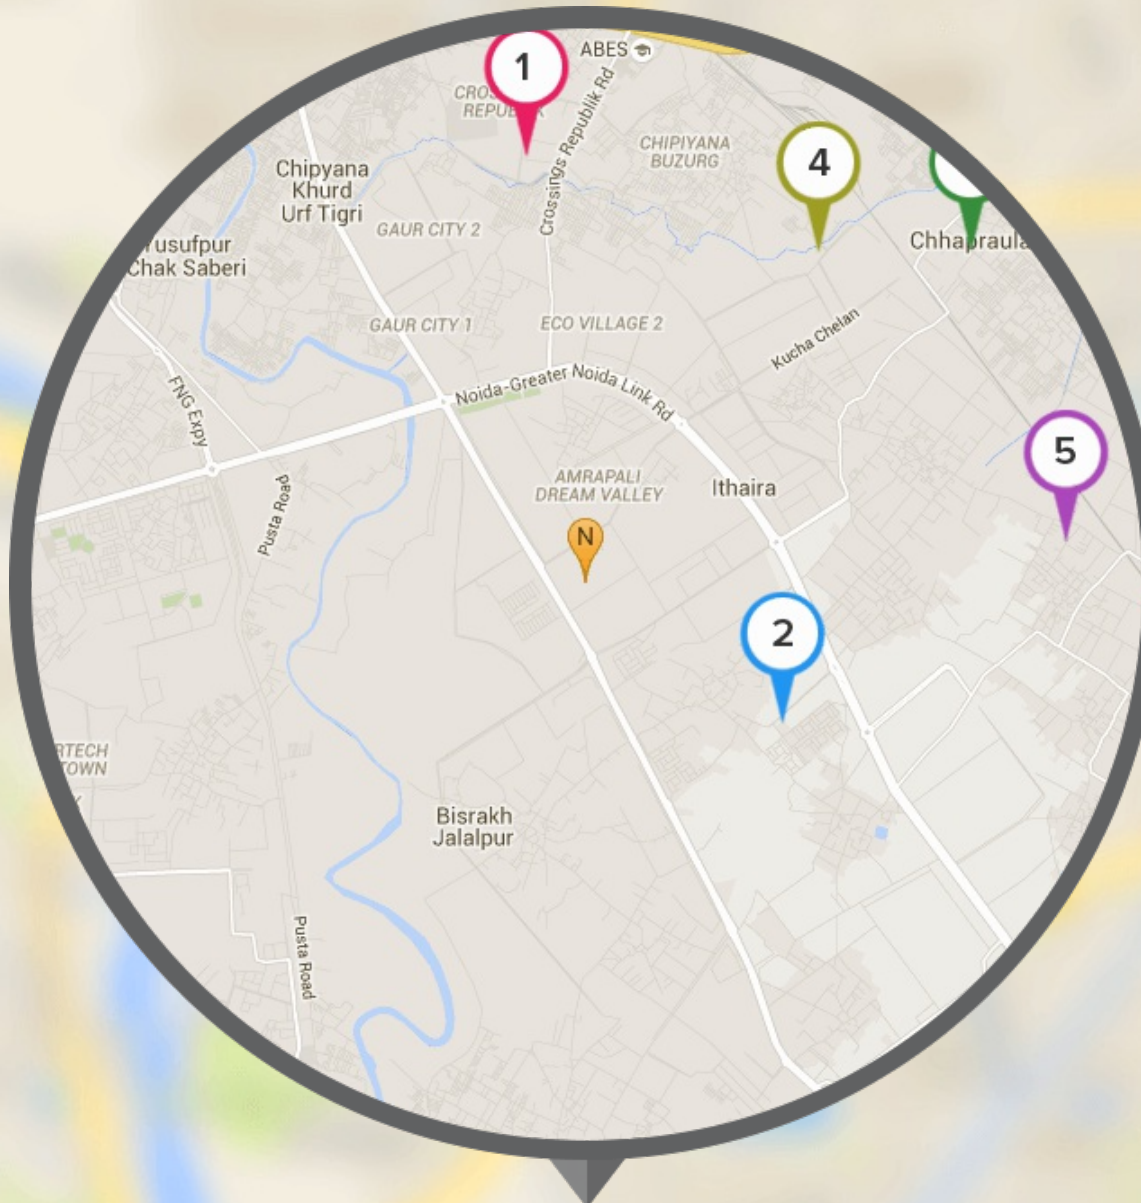 1
ABES
CROS
REPUBLIK
Crossings Republik Rd
CHIPIYANA
BUZURG
4
Chipyana
Khurd
Urf Tigri
GAUR CITY 2
Yusufpur
Chak Saberi
Chhapraula
GAUR CITY 1
ECO VILLAGE 2
Kucha Chelan
FNG Expy
Noida-Greater Noida Link Rd
5
AMRAPALI
DREAM VALLEY
Ithaira
Pusta Road
N
2
RTECH
TOWN
Bisrakh
Jalalpur
Pusta Road